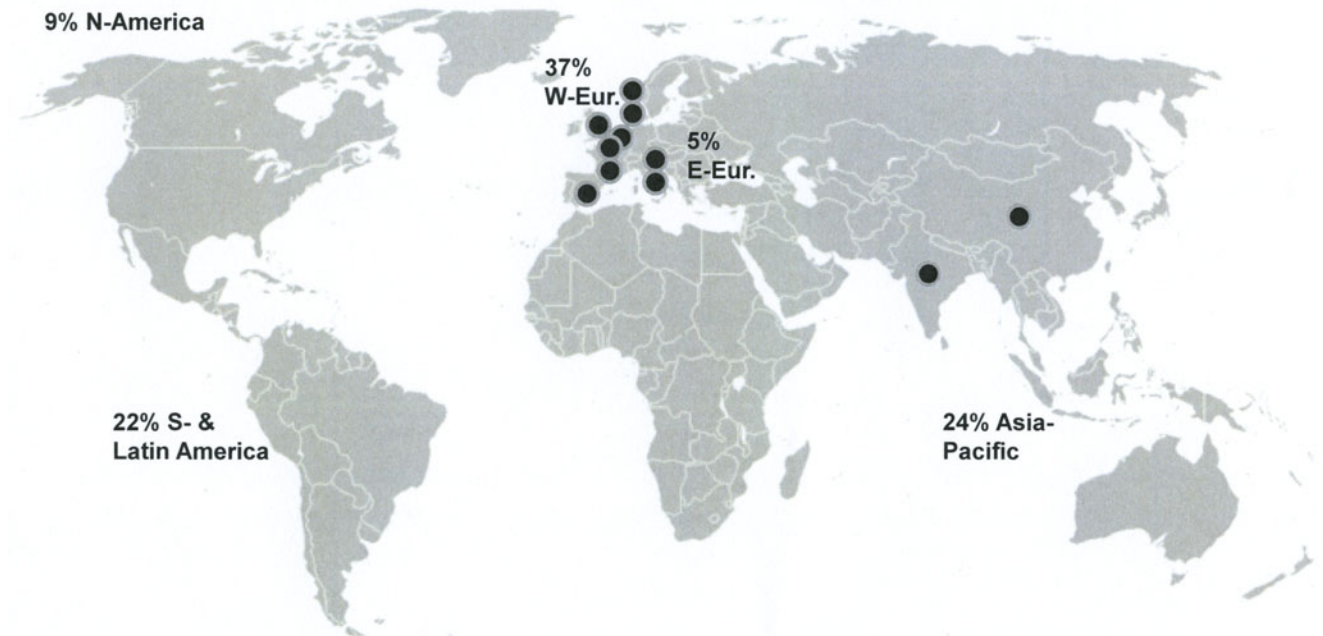 9% N-America
37%
W-Eur.
5%
E-Eur.
22% S- &
Latin America
24% Asia-
Pacific